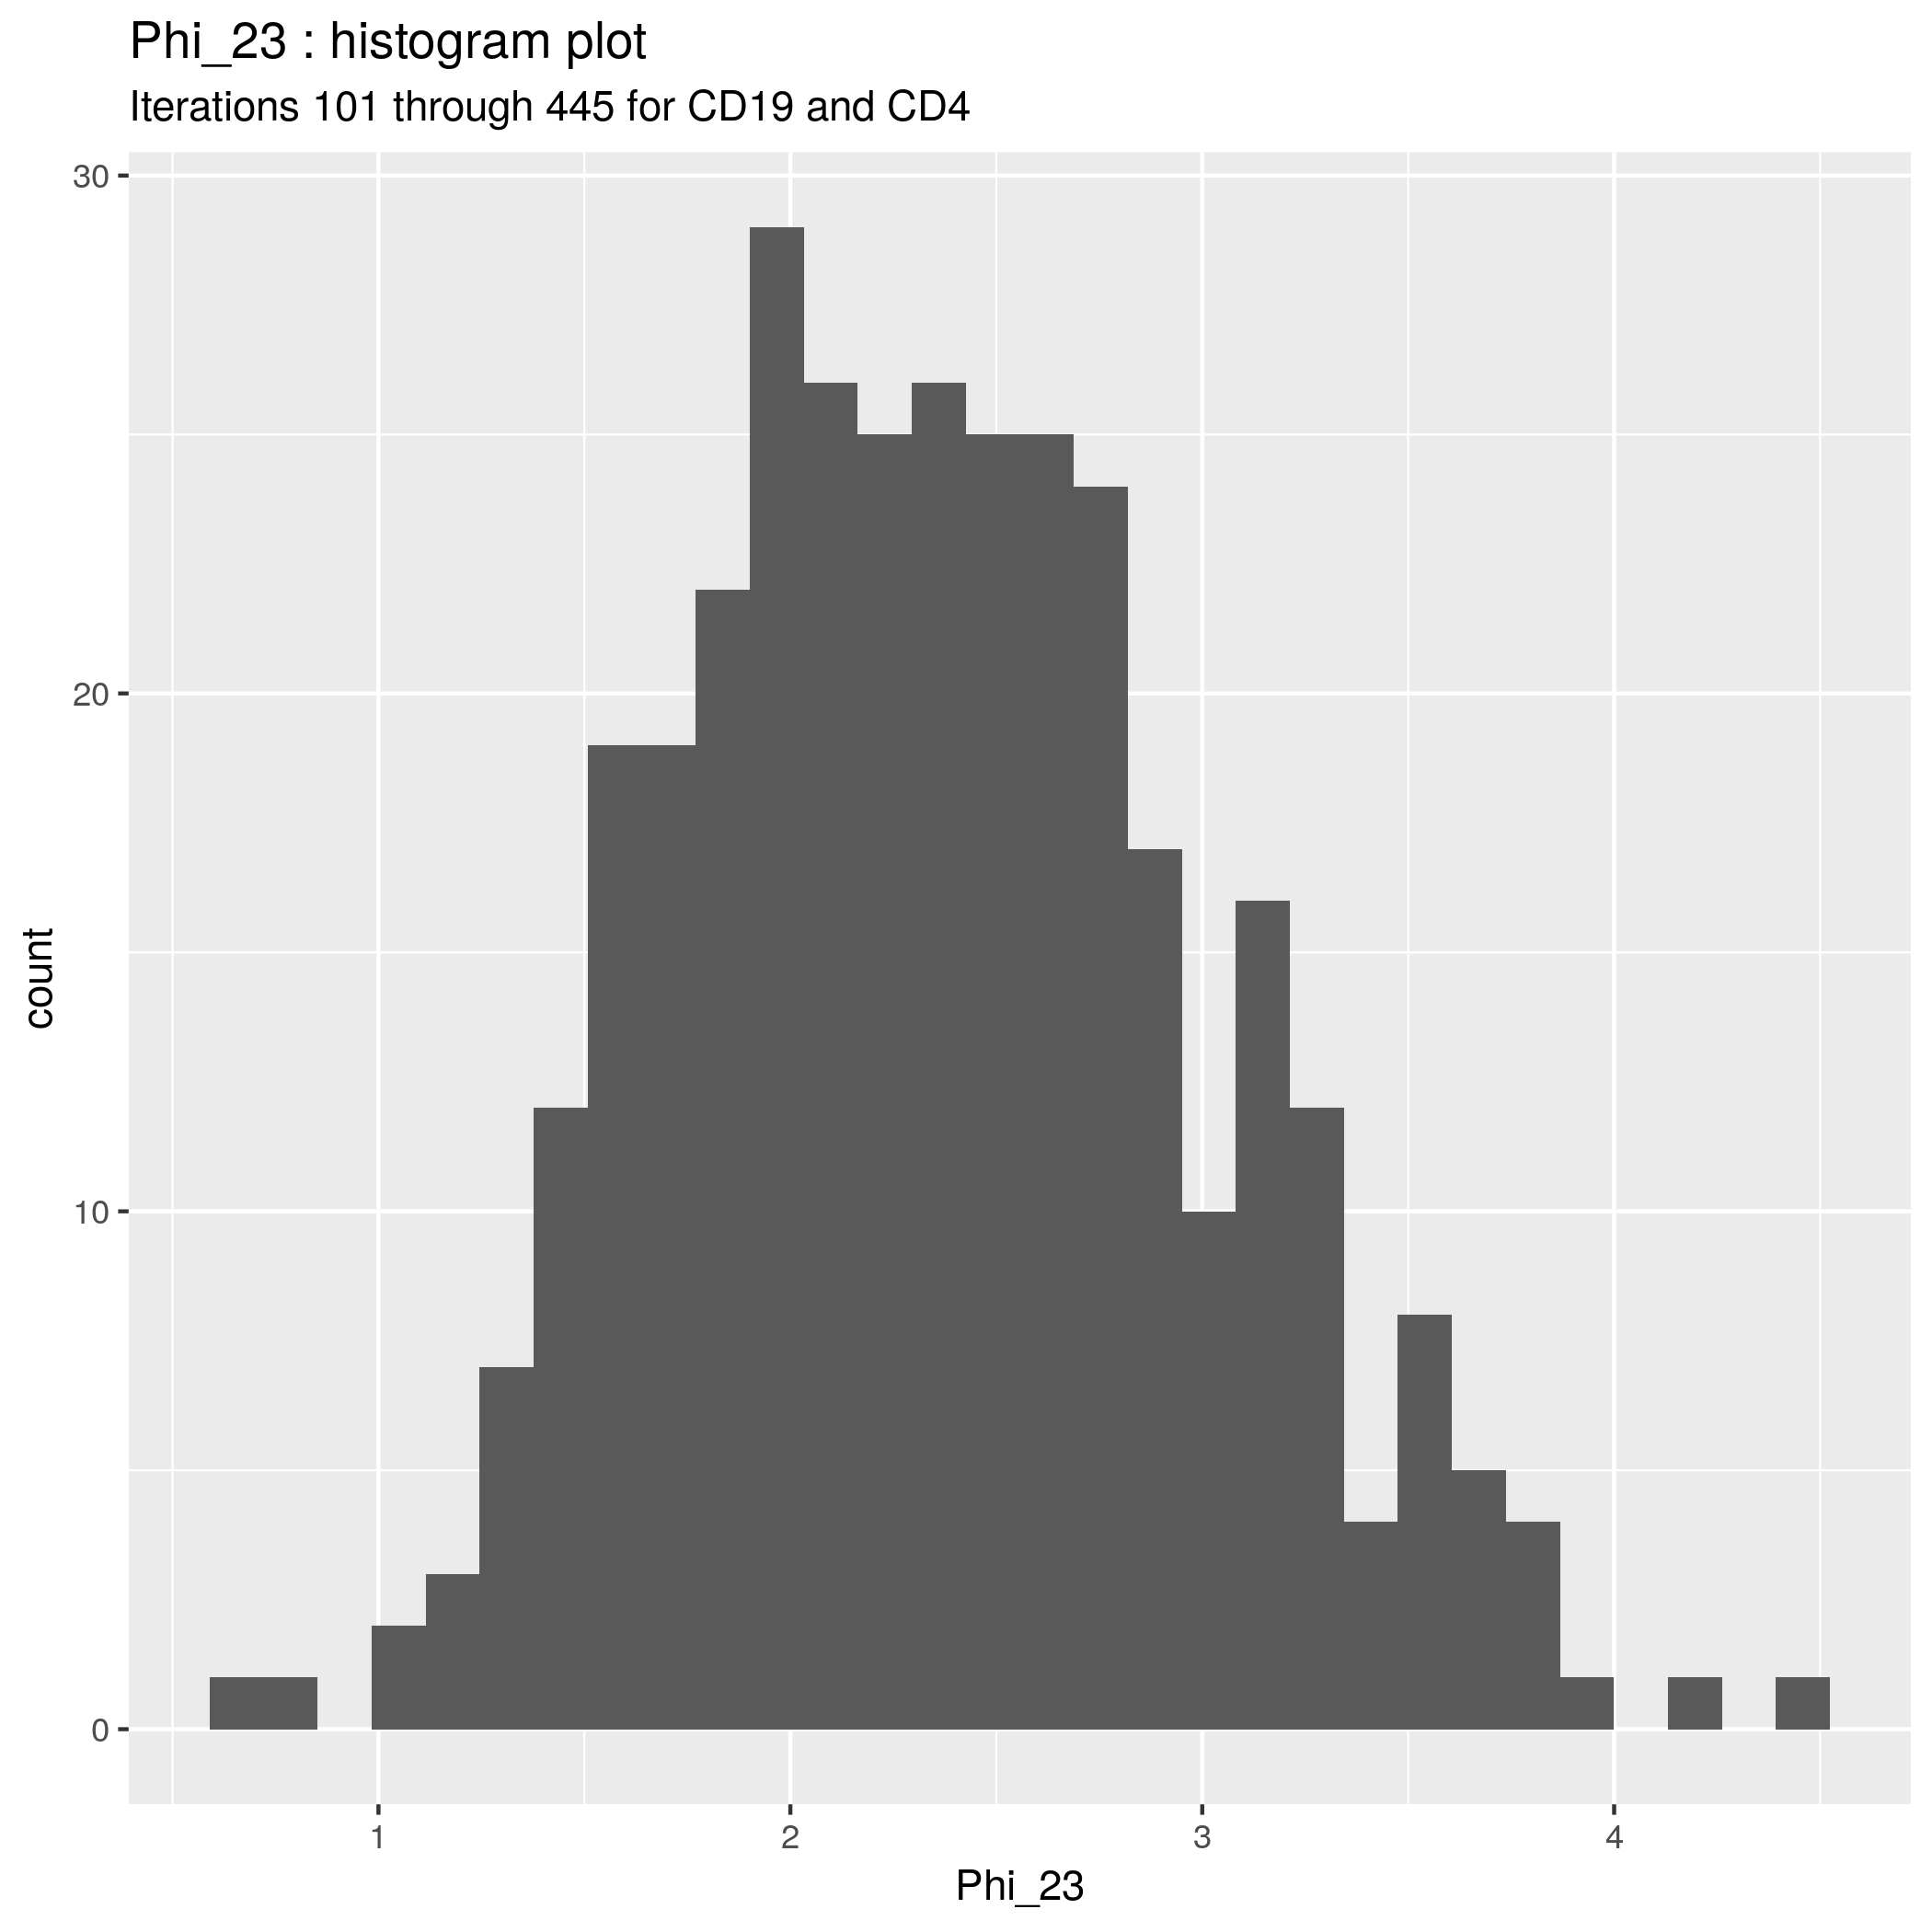 Phi_23 : histogram plot
Iterations 101 through 445 for CD19 and CD4
30
20
10
0
count
1 2 3 4
Phi_23